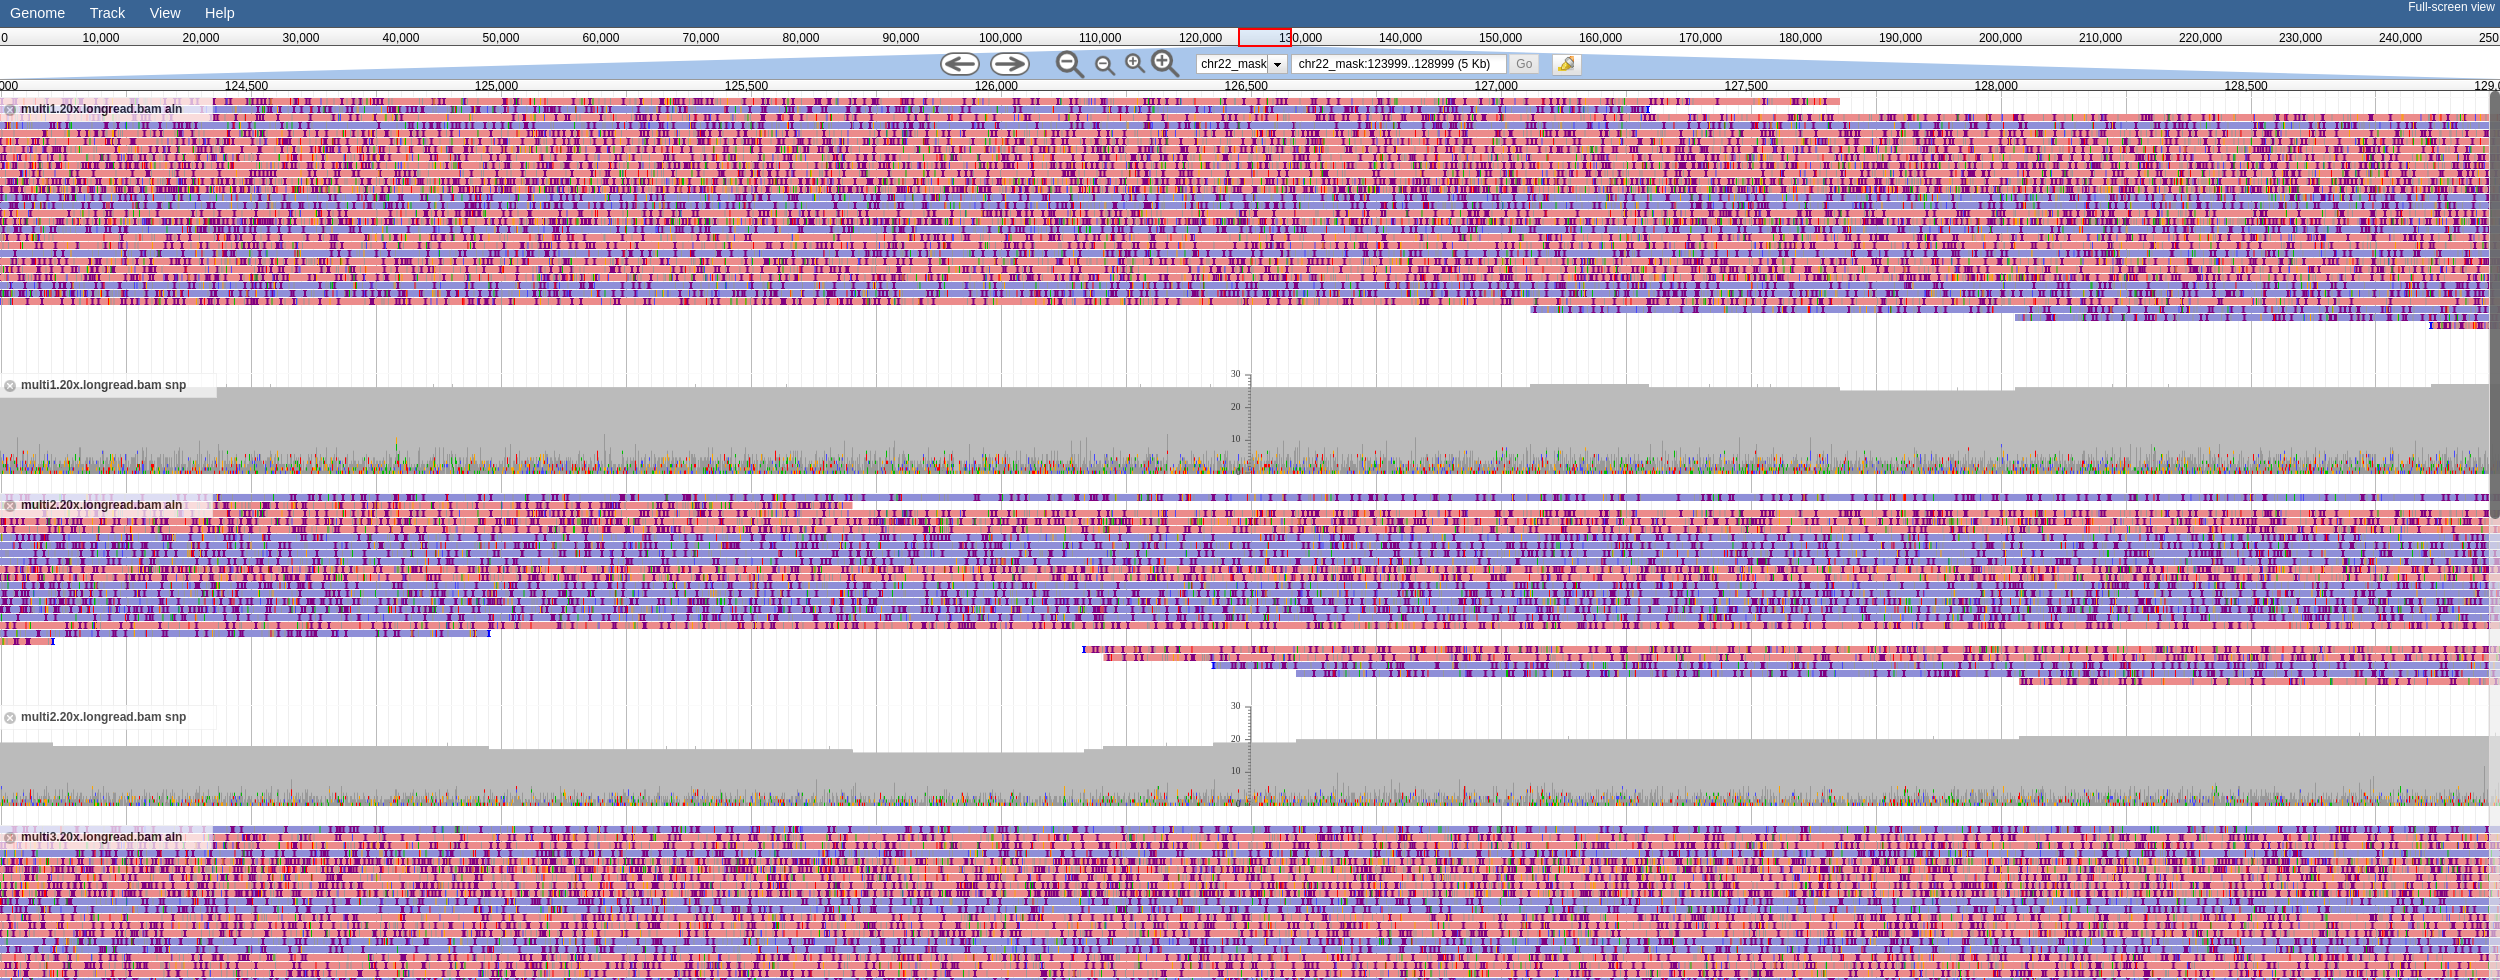 Genome Track View Help Full-screen view
0 10,000 20,000 30,000 40,000 50,000 60,000 70,000 80,000 90,000 100,000 110,000 120,000 130,000 140,000 150,000 160,000 170,000 180,000 190,000 200,000 210,000 220,000 230,000 240,000 250
chr22_mask chr22_mask:123999..128999 (5 Kb) Go
000 124,500 125,000 125,500 126,000 126,500 127,000 127,500 128,000 128,500 129,0
multi1.20x.longread.bam aln
30
multi1.20x.longread.bam snp
20
10
0
multi2.20x.longread.bam aln
30
multi2.20x.longread.bam snp
20
10
0
multi3.20x.longread.bam aln